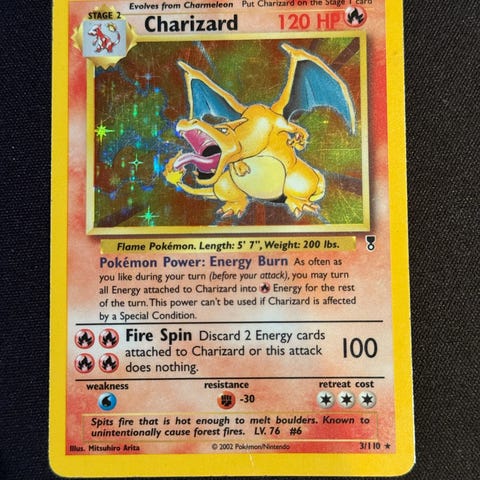 Evolves from Charmeleon Put Charizard on the Stage 1 card
STAGE 2
Charizard 120 HP
Flame Pokémon. Length: 5' 7", Weight: 200 lbs.
Pokémon Power: Energy Burn As often as
you like during your turn (before your attack), you may turn
all Energy attached to Charizard into Energy for the rest
of the turn. This power can't be used if Charizard is affected
by a Special Condition.
Fire Spin Discard 2 Energy cards
attached to Charizard or this attack
does nothing.
100
weakness resistance retreat cost
-30
Spits fire that is hot enough to melt boulders. Known to
unintentionally cause forest fires. LV. 76 #6
Illus. Mitsuhiro Arita © 2002 Pokémon/Nintendo 3/110 ★